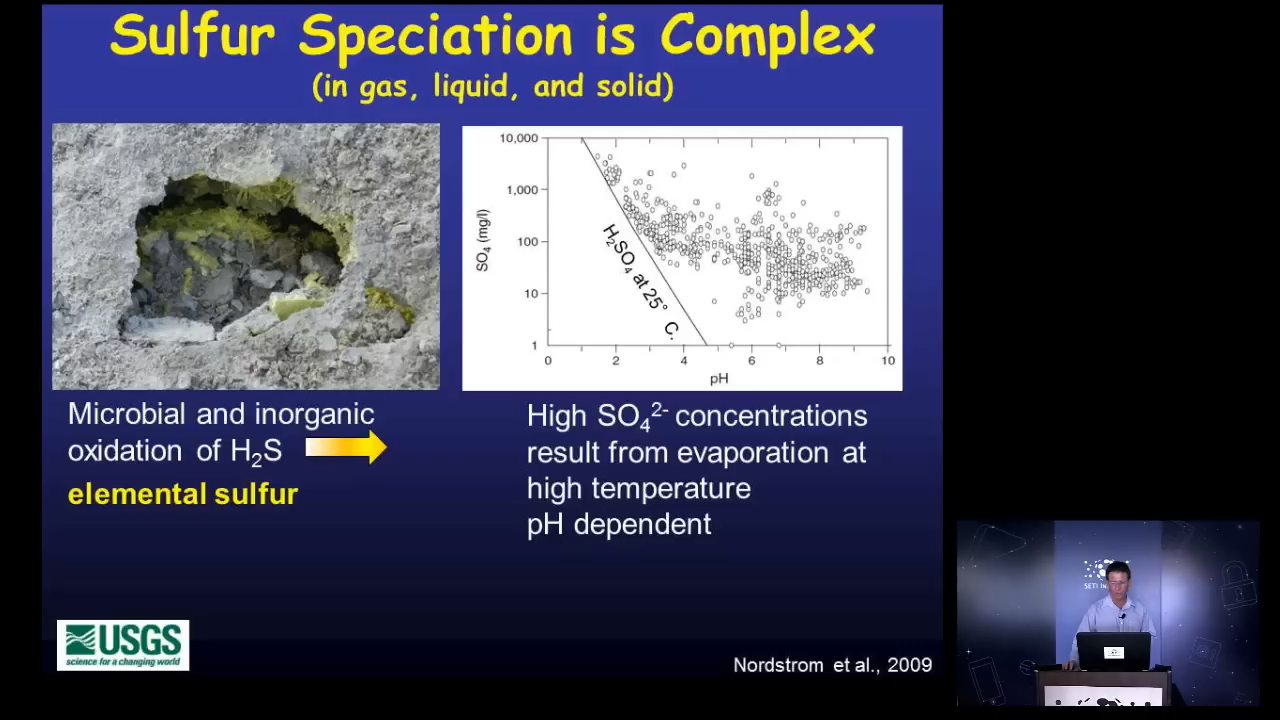 Sulfur Speciation is Complex
(in gas, liquid, and solid)
10,000
1,000
100
10
1
SO4 (mg/l)
H2SO4 at 25° C.
0
2
4
6
8
10
pH
Microbial and inorganic
oxidation of H2S
elemental sulfur
High SO4 2- concentrations
result from evaporation at
high temperature
pH dependent
USGS
science for a changing world
Nordstrom et al., 2009